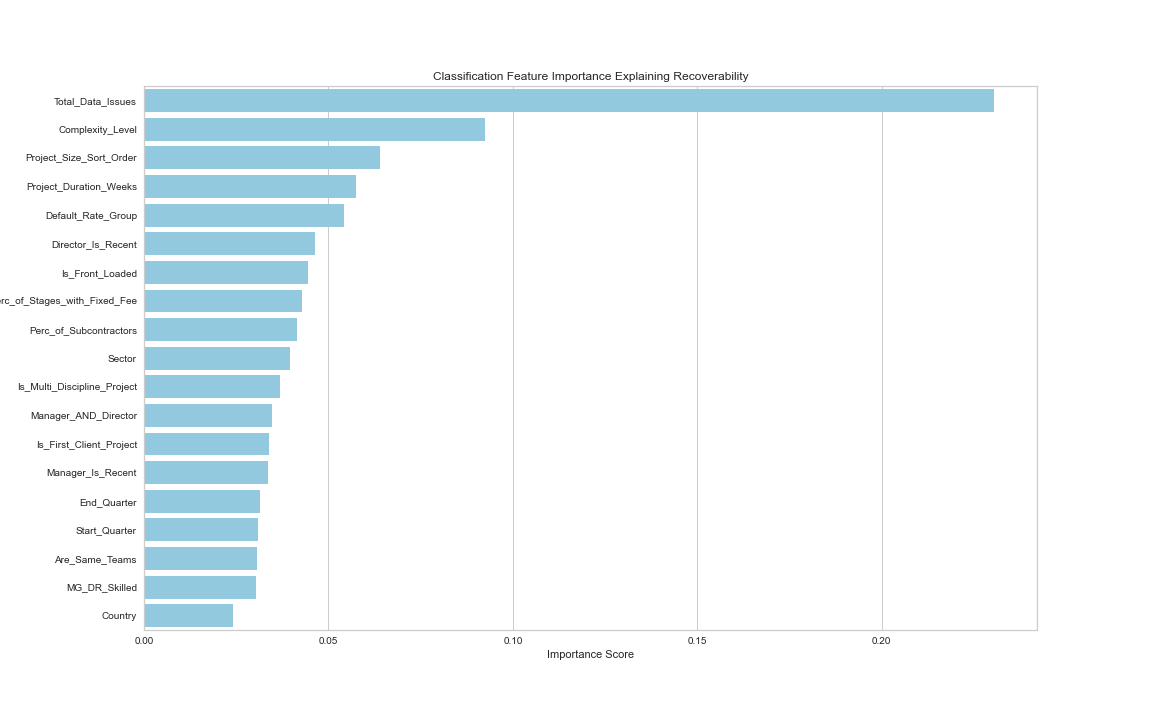 Classification Feature Importance Explaining Recoverability
Total_Data_Issues
Complexity_Level
Project_Size_Sort_Order
Project_Duration_Weeks
Default_Rate_Group
Director_Is_Recent
Is_Front_Loaded
erc_of_Stages_with_Fixed_Fee
Perc_of_Subcontractors
Sector
Is_Multi_Discipline_Project
Manager_AND_Director
Is_First_Client_Project
Manager_Is_Recent
End_Quarter
Start_Quarter
Are_Same_Teams
MG_DR_Skilled
Country
0.00 0.05 0.10 0.15 0.20
Importance Score